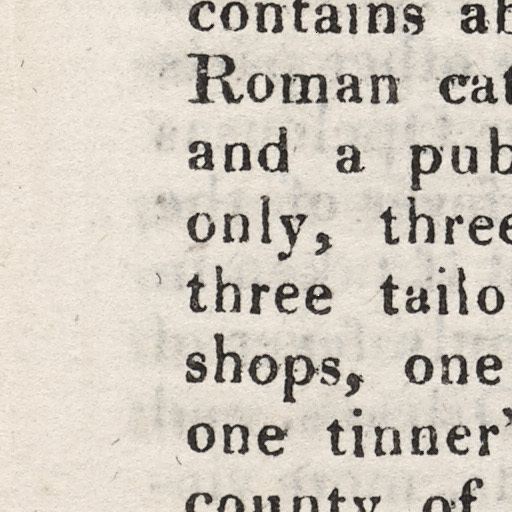 contains ab
Roman cat
and a pub
only, three
three tailo
shops, one
one tinner'
county of